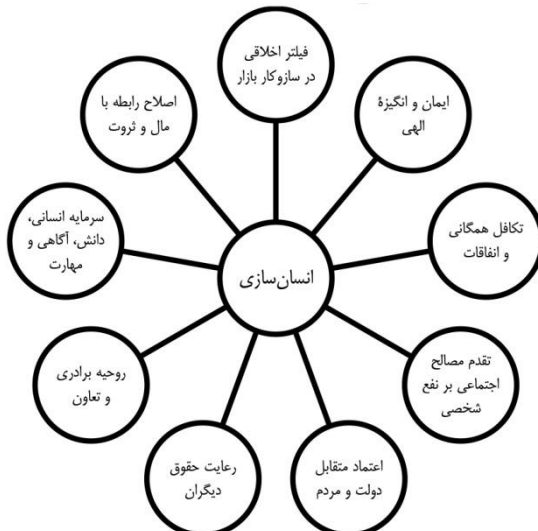 فیلتر اخلاقی
در سازوکار بازار
ایمان و انگیزۀ
الهی
تکافل همگانی
و انفاقات
تقدم مصالح
اجتماعی بر نفع
شخصی
اعتماد متقابل
دولت و مردم
رعایت حقوق
دیگران
روحیه برادری
و تعاون
سرمایه انسانی،
دانش، آگاهی و
مهارت
اصلاح رابطه با
مال و ثروت
انسان‌سازی